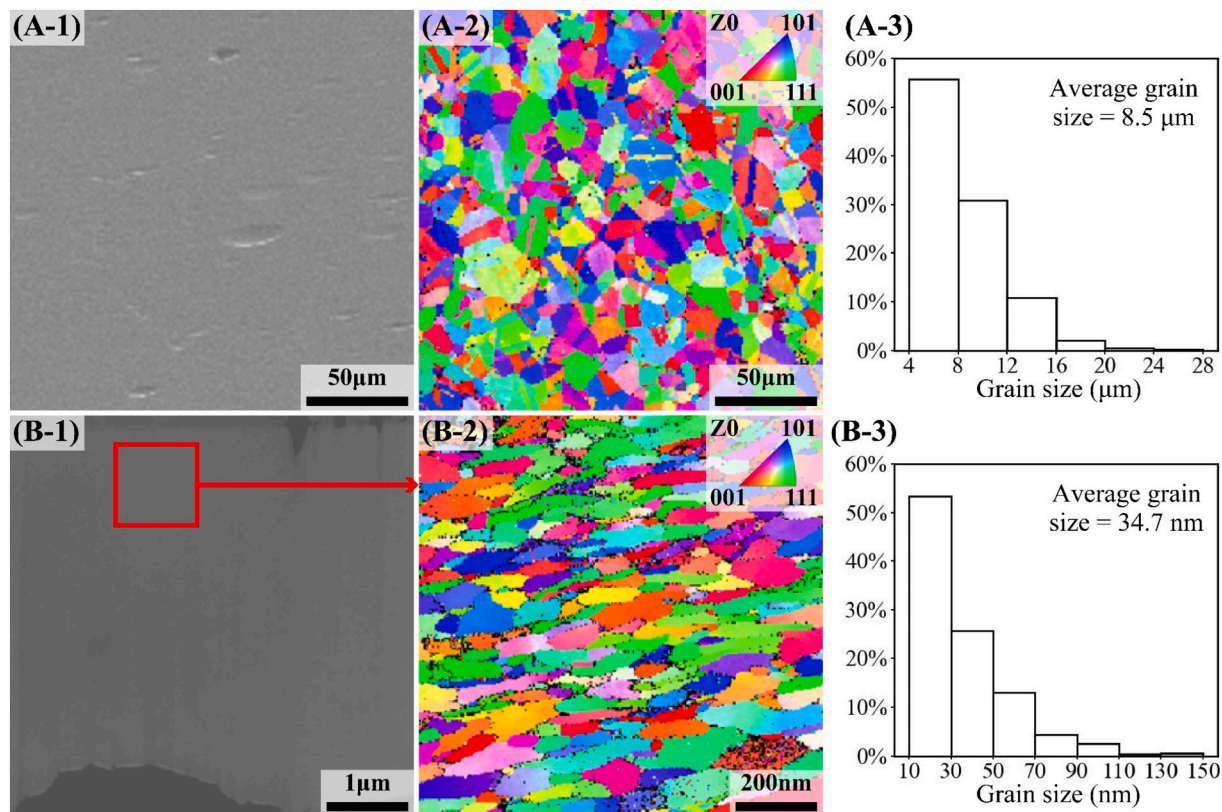 (A-1)
50μm
(A-2)
Z0 101
001 111
50μm
(A-3)
60%
50%
40%
30%
20%
10%
0%
Average grain
size = 8.5 μm
4 8 12 16 20 24 28
Grain size (μm)
(B-1)
1μm
(B-2)
Z0 101
001 111
200nm
(B-3)
60%
50%
40%
30%
20%
10%
0%
Average grain
size = 34.7 nm
10 30 50 70 90 110 130 150
Grain size (nm)